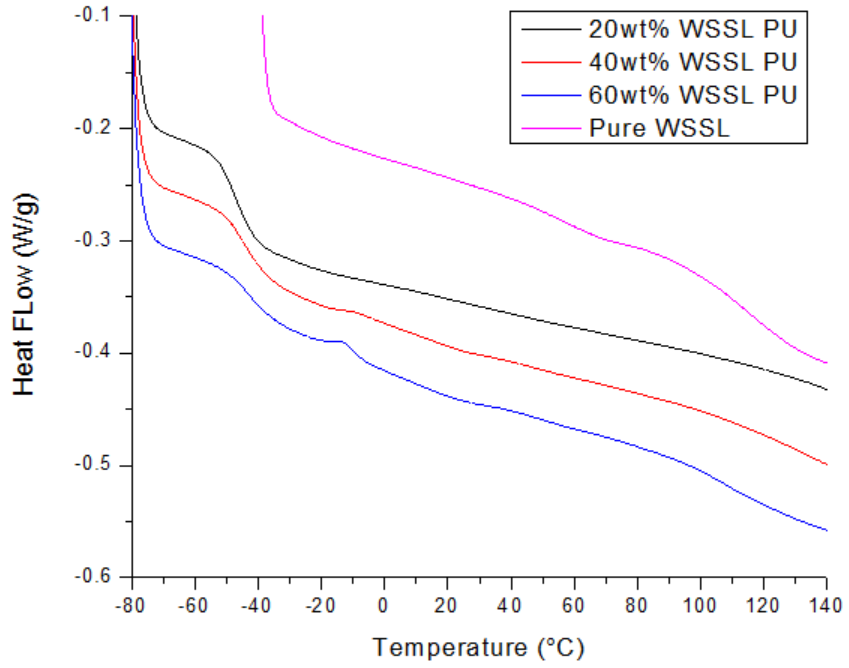 20wt% WSSL PU
40wt% WSSL PU
60wt% WSSL PU
Pure WSSL
-0.1
-0.2
-0.3
-0.4
-0.5
-0.6
Heat FLow (W/g)
-80 -60 -40 -20 0 20 40 60 80 100 120 140
Temperature (°C)